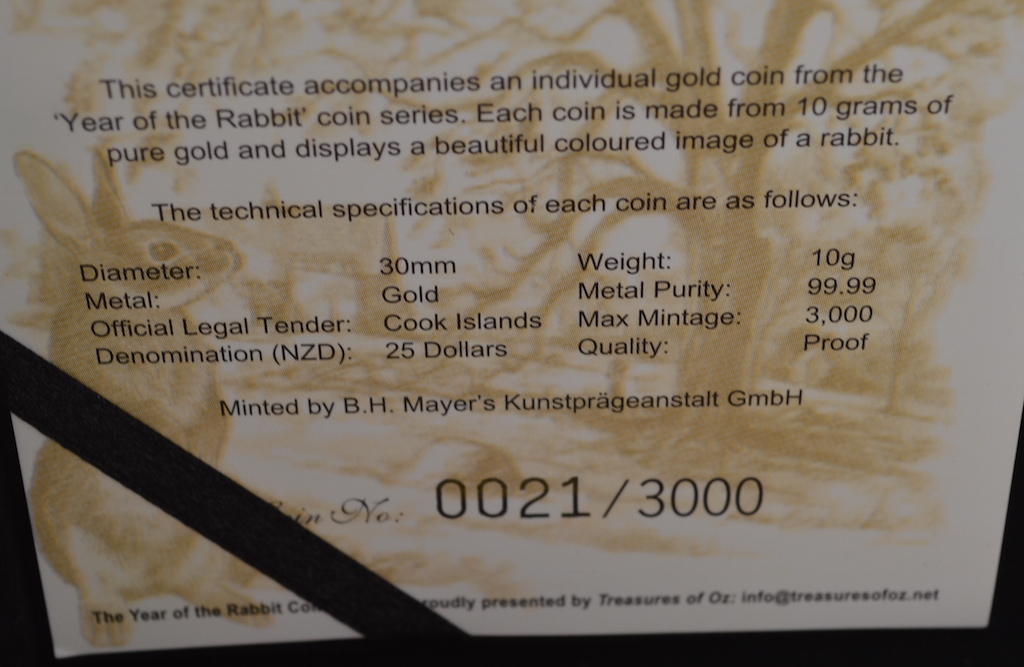 This certificate accompanies an individual gold coin from the
'Year of the Rabbit' coin series. Each coin is made from 10 grams of
pure gold and displays a beautiful coloured image of a rabbit.
The technical specifications of each coin are as follows:
Diameter: 30mm Weight: 10g
Metal: Gold Metal Purity: 99.99
Official Legal Tender: Cook Islands Max Mintage: 3,000
Denomination (NZD): 25 Dollars Quality: Proof
Minted by B.H. Mayer's Kunstprägeanstalt GmbH
No: 0021/3000
The Year of the Rabbit presented by Treasures of Oz: info@treasuresofoz.net